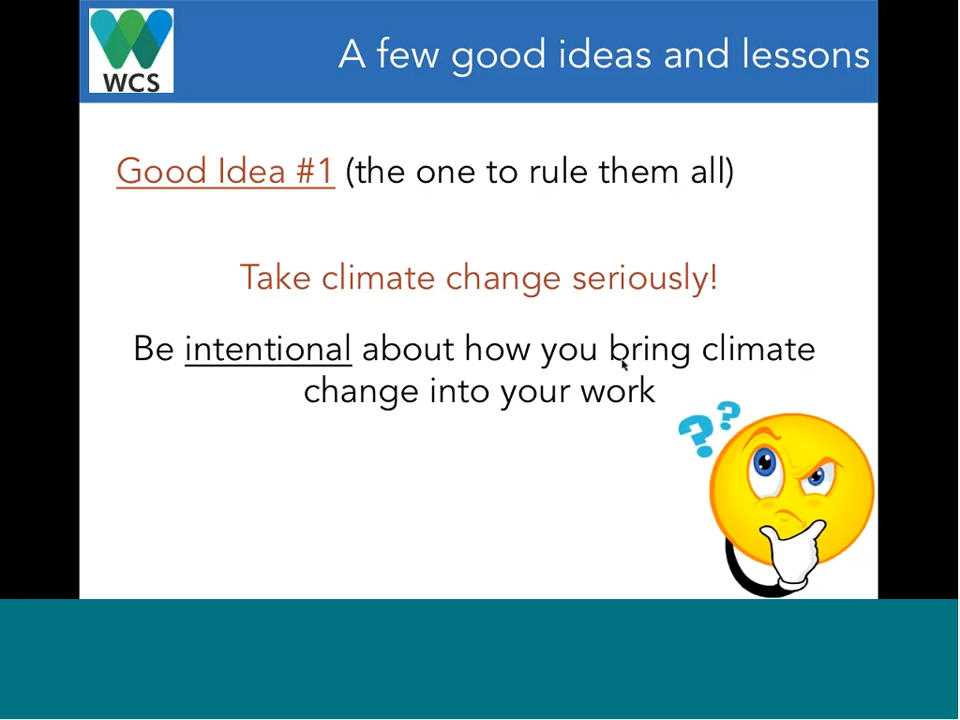 WCS
A few good ideas and lessons
Good Idea #1 (the one to rule them all)
Take climate change seriously!
Be intentional about how you bring climate
change into your work
??